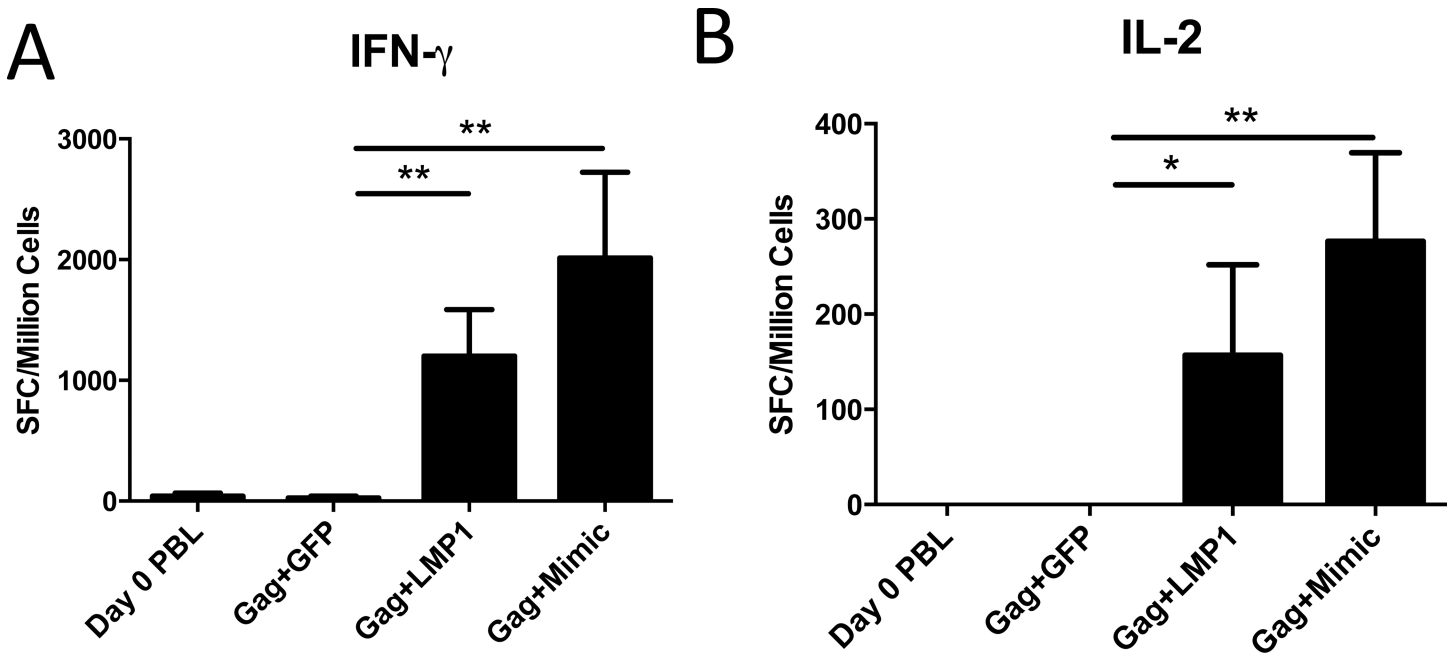 A
IFN-γ
SFC/Million Cells
3000
2000
1000
0
**
**
Day 0 PBL
Gag+GFP
Gag+LMP1
Gag+Mimic
B
IL-2
SFC/Million Cells
400
300
200
100
0
**
*
Day 0 PBL
Gag+GFP
Gag+LMP1
Gag+Mimic